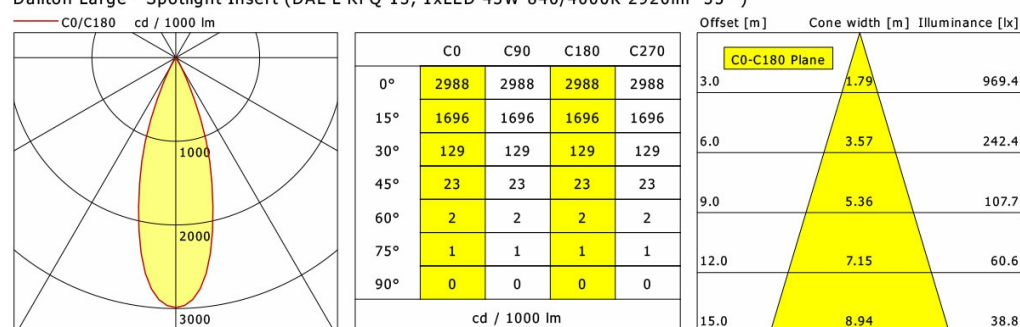 C0/C180 cd / 1000 lm
1000
2000
3000
C0 C90 C180 C270
0° 2988 2988 2988 2988
15° 1696 1696 1696 1696
30° 129 129 129 129
45° 23 23 23 23
60° 2 2 2 2
75° 1 1 1 1
90° 0 0 0 0
cd / 1000 lm
Offset [m] Cone width [m] Illuminance [lx]
C0-C180 Plane
3.0 1.79 969.4
6.0 3.57 242.4
9.0 5.36 107.7
12.0 7.15 60.6
15.0 8.94 38.8